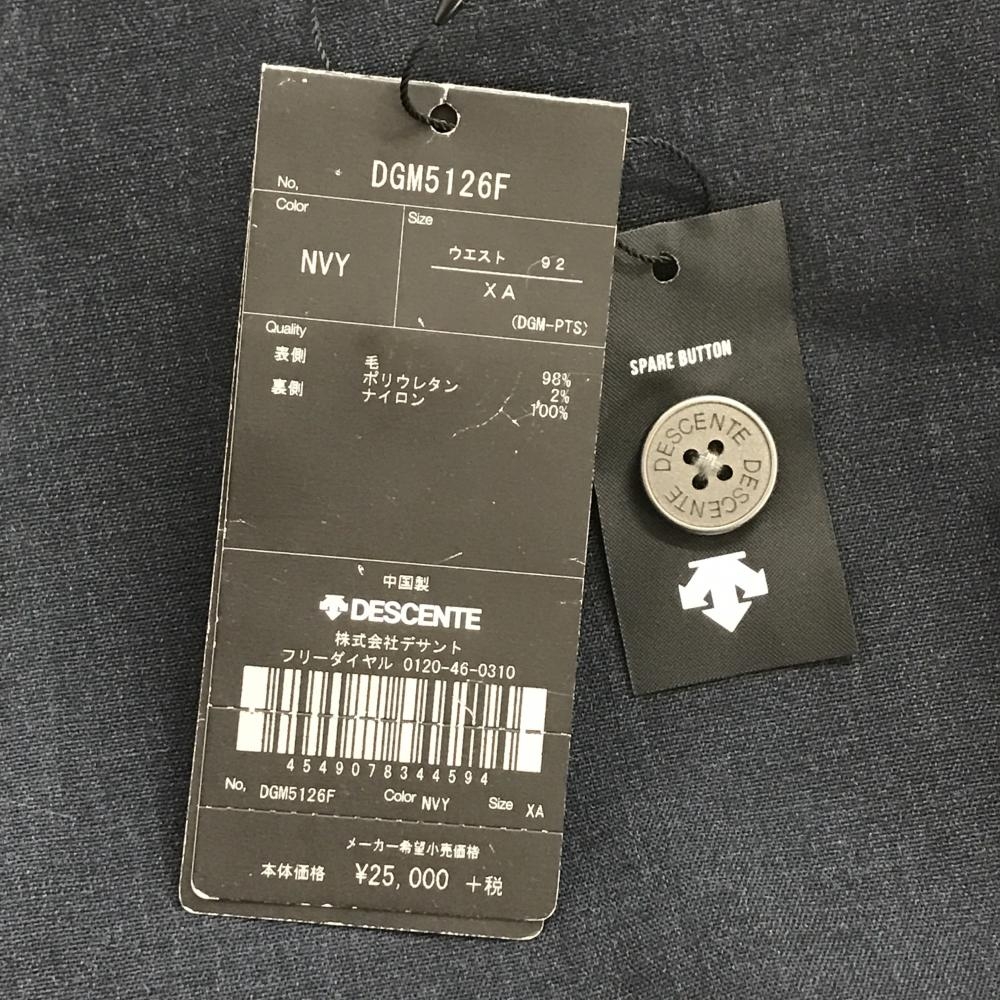 No, DGM5126F
Color
Size
NVY
ウエスト 92
XA
(DGM-PTS)
Quality
表側 毛 98%
ポリウレタン 2%
裏側 ナイロン 100%
中国製
DESCENTE
株式会社デサント
フリーダイヤル 0120-46-0310
4549078344594
No, DGM5126F Color NVY Size XA
メーカー希望小売価格
本体価格 ¥25,000 +税
SPARE BUTTON
DESCENTE DESCENTE